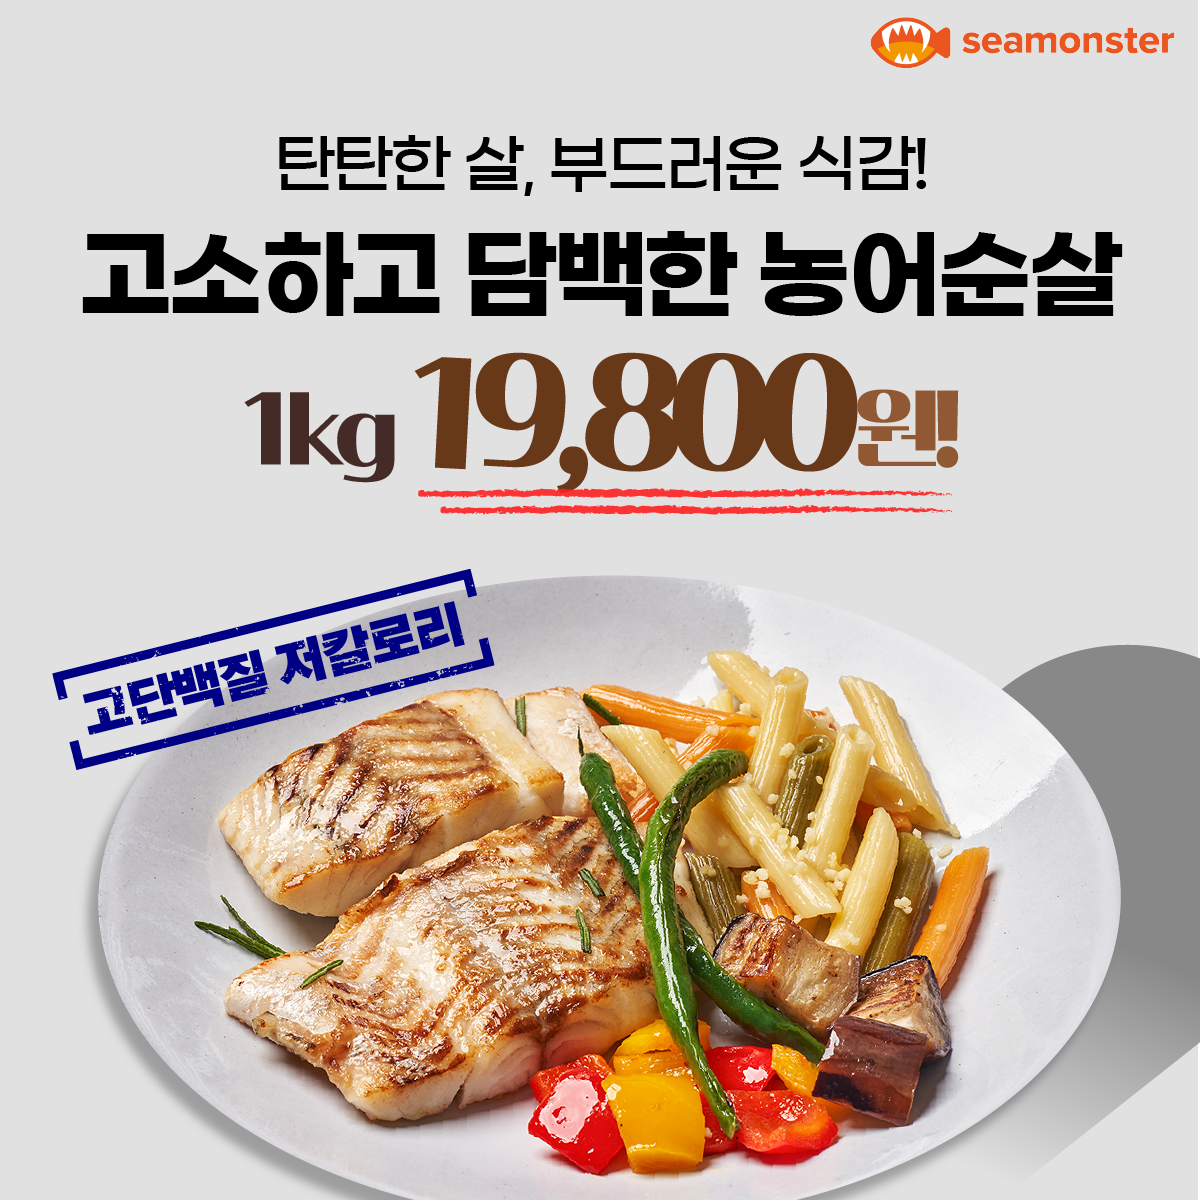 seamonster
탄탄한 살, 부드러운 식감!
고소하고 담백한 농어순살
1kg 19,800원!
고단백질 저칼로리